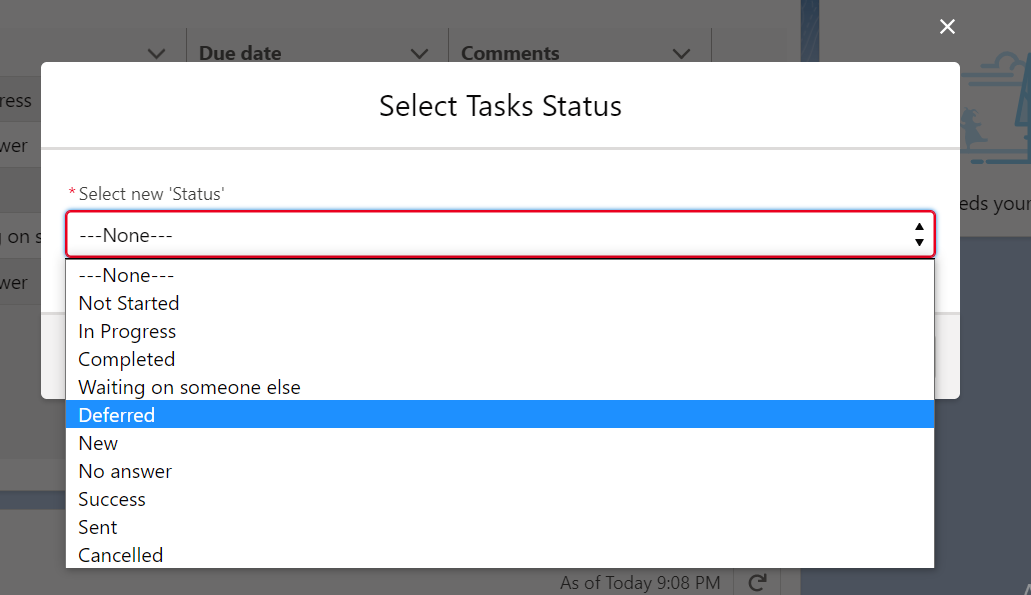 Due date
Comments
ress
Select Tasks Status
wer
*Select new 'Status'
eds your
---None---
on s
---None---
wer
Not Started
In Progress
Completed
Waiting on someone else
Deferred
New
No answer
Success
Sent
Cancelled
As of Today 9:08 PM